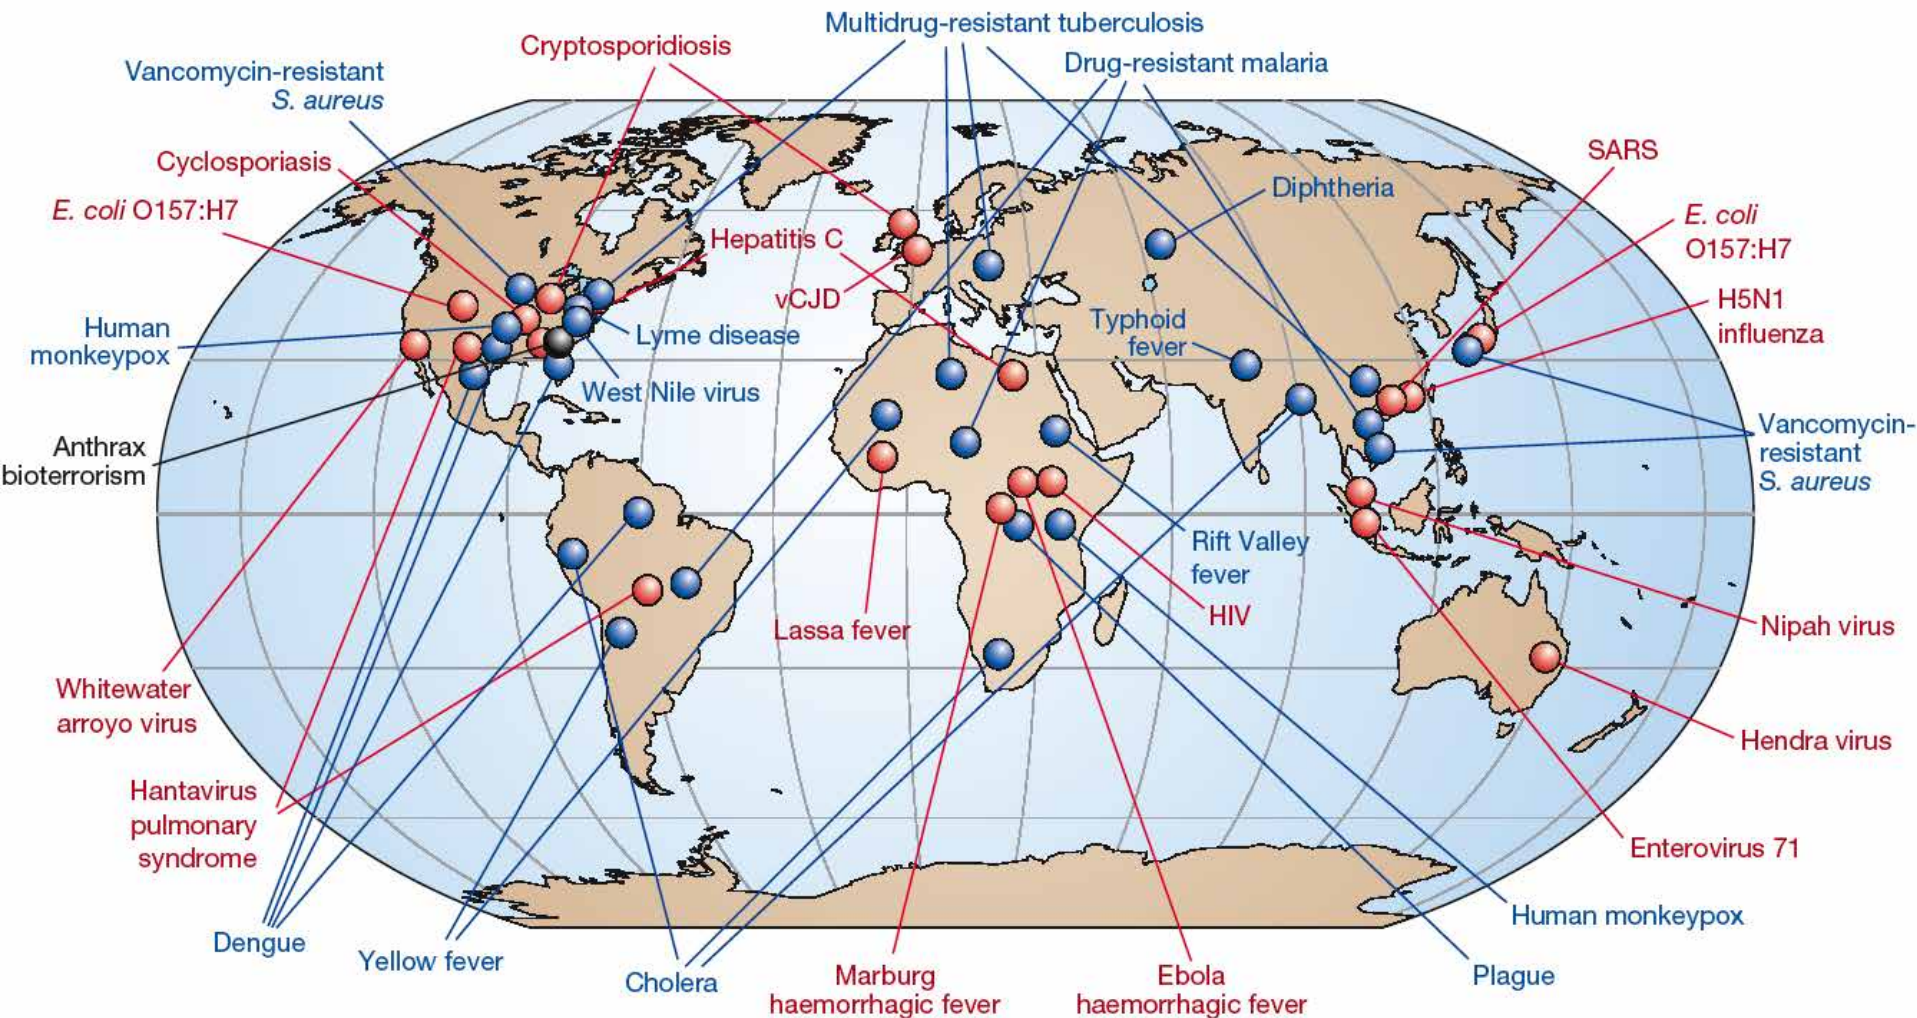 Multidrug-resistant tuberculosis
Cryptosporidiosis
Drug-resistant malaria
Vancomycin-resistant
S. aureus
SARS
Cyclosporiasis
Diphtheria
E. coli O157:H7
E. coli
O157:H7
Hepatitis C
vCJD
H5N1
influenza
Human
monkeypox
Lyme disease
Typhoid
fever
West Nile virus
Anthrax
bioterrorism
Vancomycin-
resistant
S. aureus
Rift Valley
fever
HIV
Lassa fever
Nipah virus
Whitewater
arroyo virus
Hendra virus
Hantavirus
pulmonary
syndrome
Enterovirus 71
Human monkeypox
Dengue
Yellow fever
Cholera
Marburg
haemorrhagic fever
Ebola
haemorrhagic fever
Plague